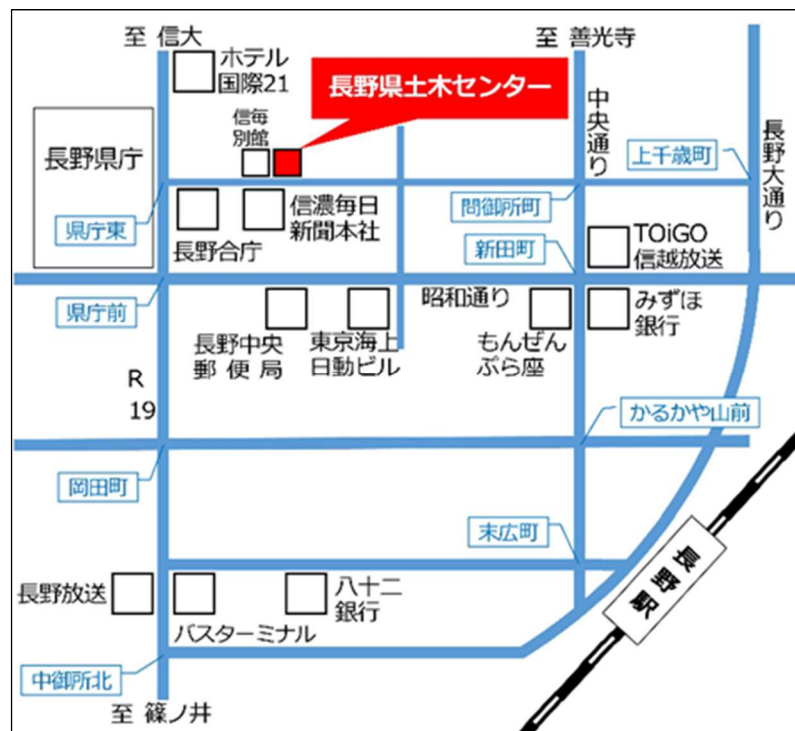 至 信大
ホテル
国際21
至 善光寺
長野県土木センター
信毎
別館
中央通り
長野大通り
長野県庁
上千歳町
県庁東
長野合庁
信濃毎日
新聞本社
問御所町
新田町
TOiGO
信越放送
県庁前
昭和通り
長野中央
郵便局
東京海上
日動ビル
もんぜん
ぷら座
みずほ
銀行
R
19
かるかや山前
岡田町
末広町
長野駅
長野放送
バスターミナル
八十二
銀行
中御所北
至 篠ノ井